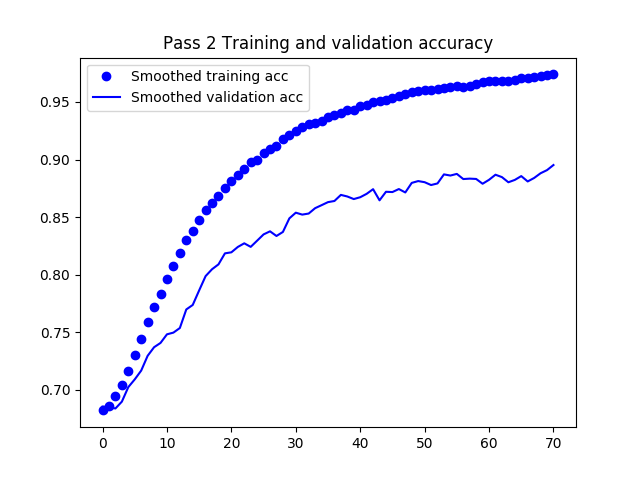 Pass 2 Training and validation accuracy
Smoothed training acc
Smoothed validation acc
0.95
0.90
0.85
0.80
0.75
0.70
0 10 20 30 40 50 60 70